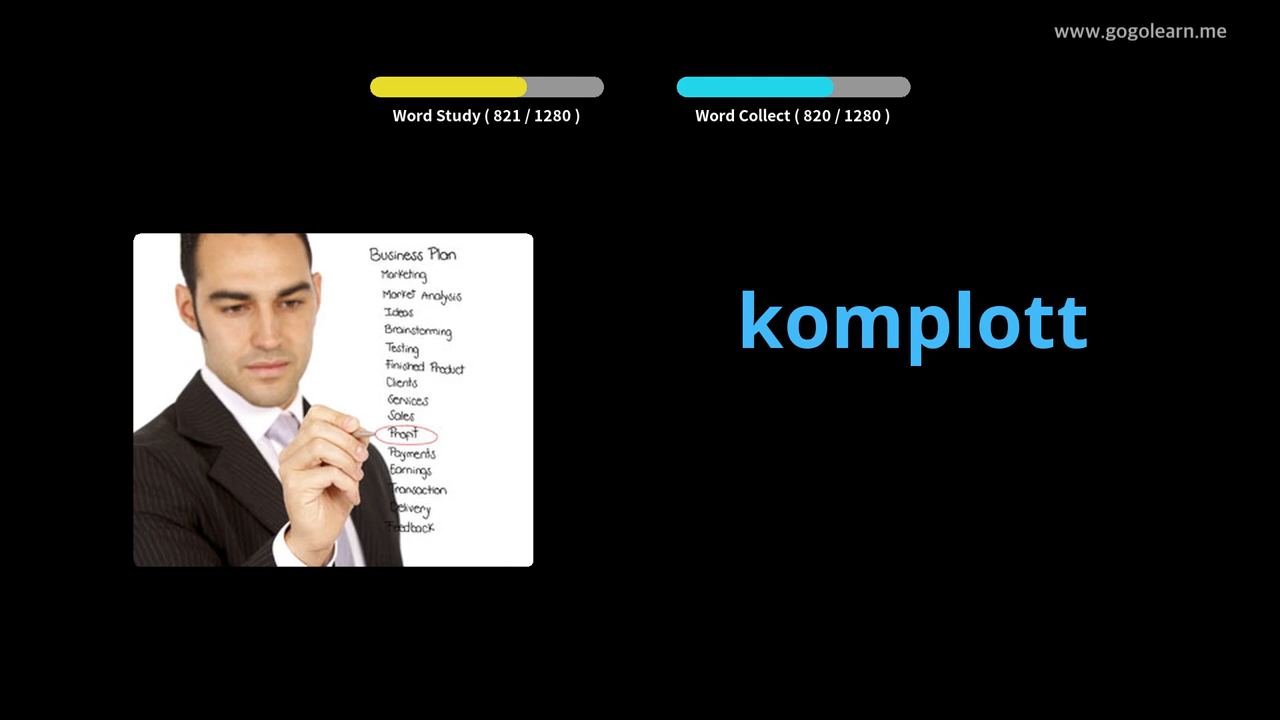 www.gogolearn.me
Word Study ( 821 / 1280 )
Word Collect ( 820 / 1280 )
Business Plan
Marketing
Market Analysis
Ideas
Brainstorming
Testing
Finished Product
Clients
Services
Sales
Profit
Payments
Earnings
Transaction
Delivery
Feedback
komplott